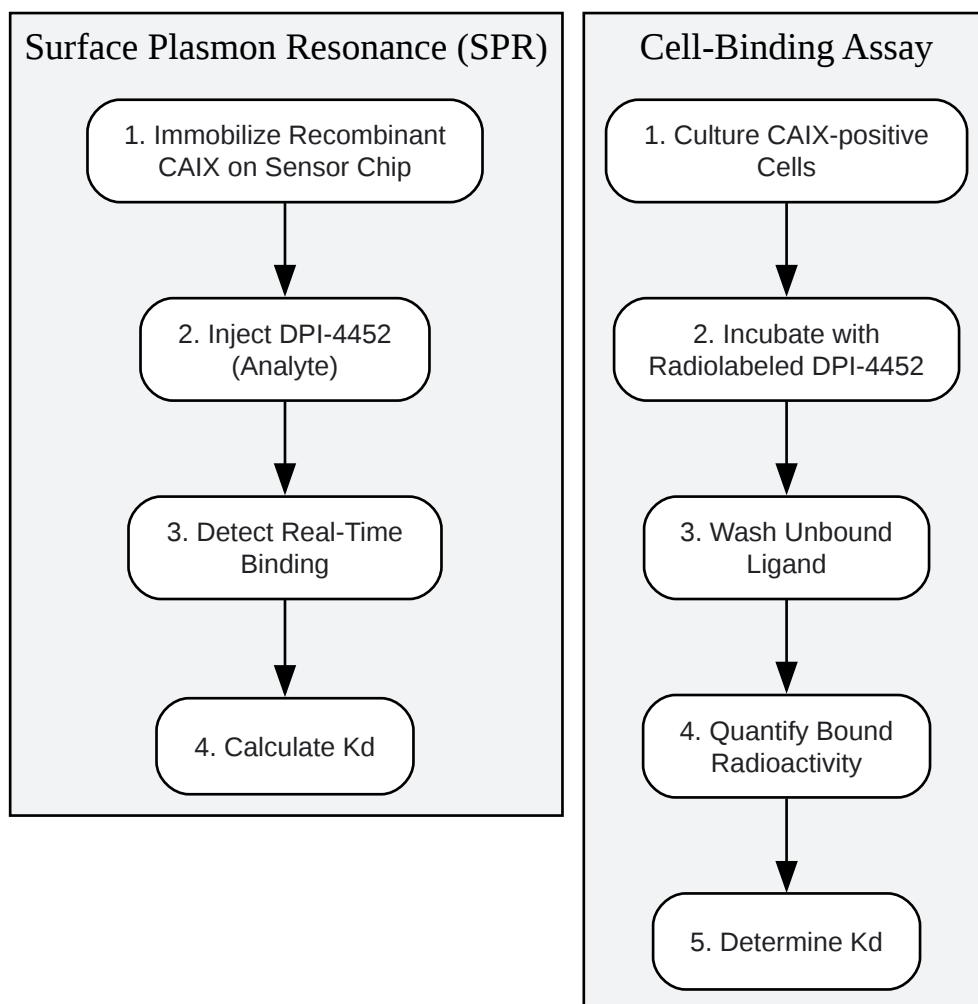 Surface Plasmon Resonance (SPR)
1. Immobilize Recombinant
CAIX on Sensor Chip
2. Inject DPI-4452
(Analyte)
3. Detect Real-Time
Binding
4. Calculate Kd
Cell-Binding Assay
1. Culture CAIX-positive
Cells
2. Incubate with
Radiolabeled DPI-4452
3. Wash Unbound
Ligand
4. Quantify Bound
Radioactivity
5. Determine Kd